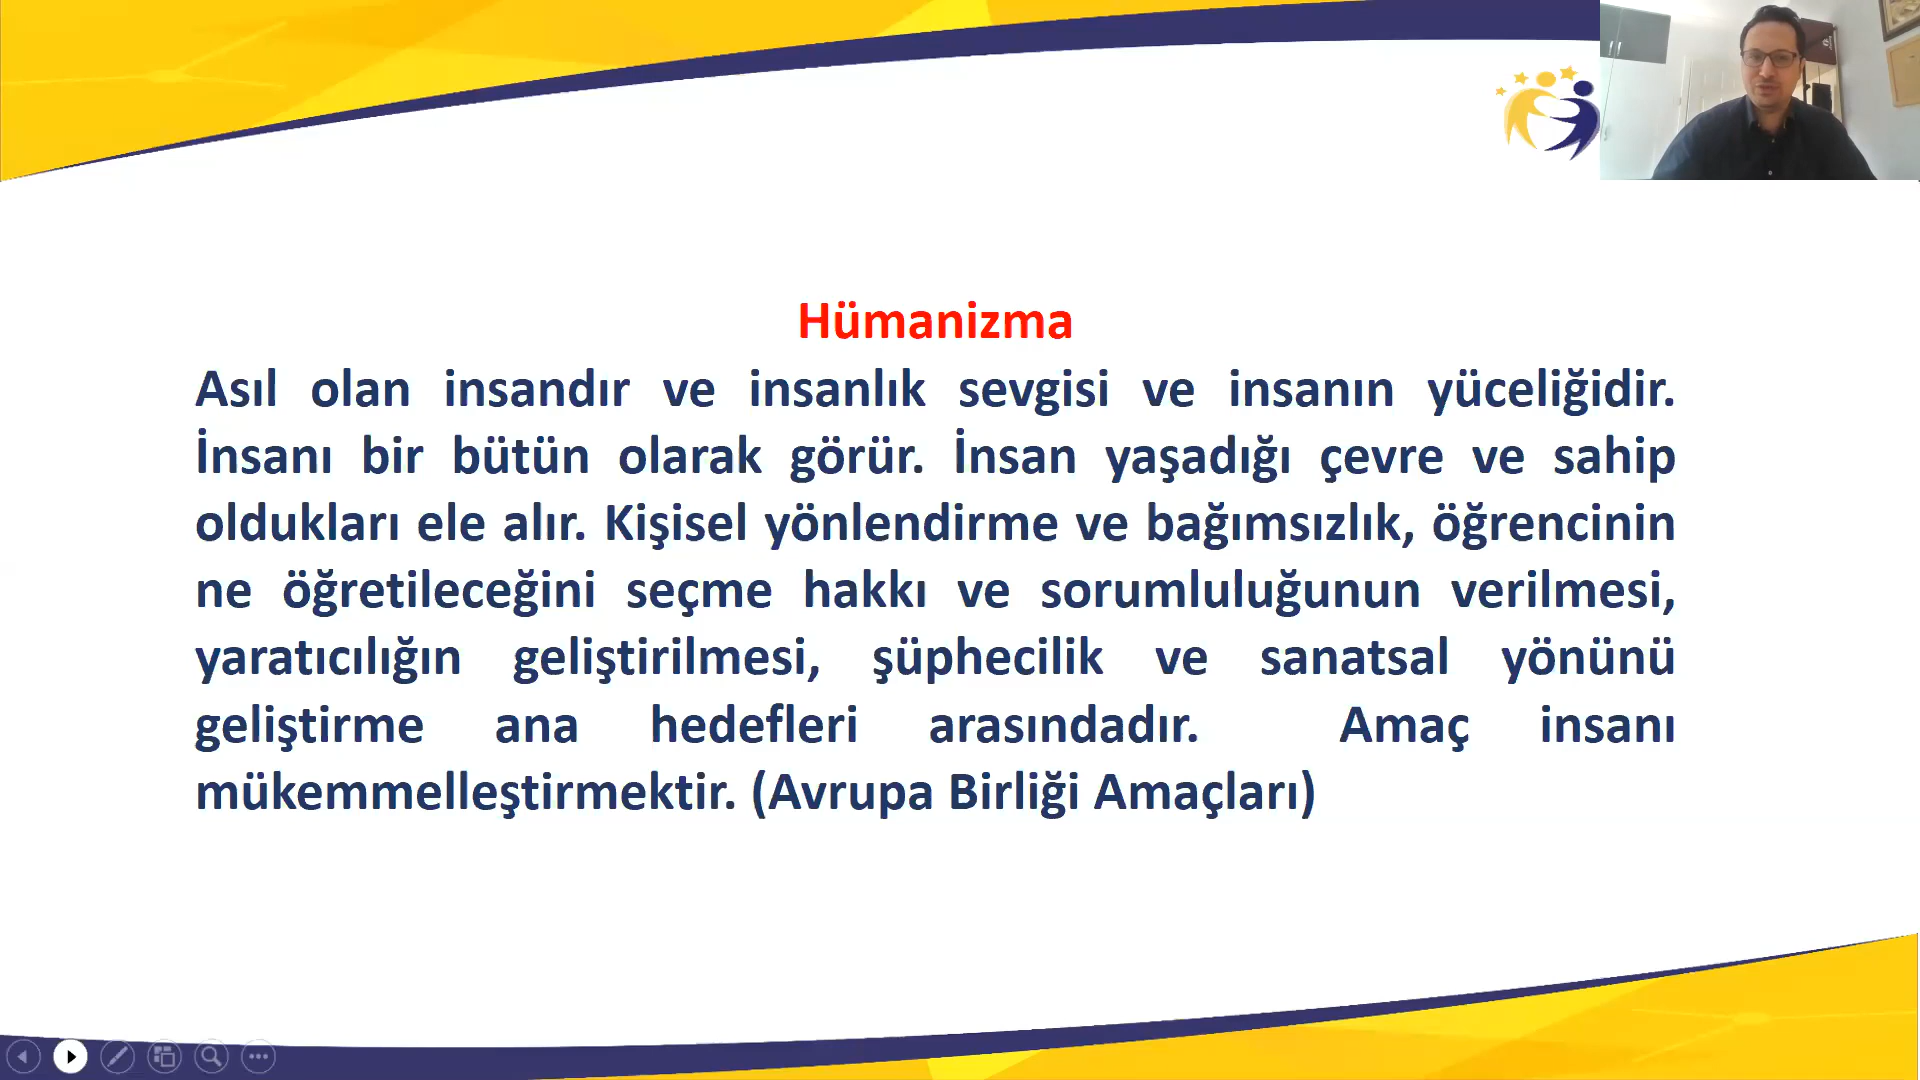 Hümanizma
Asıl olan insandır ve insanlık sevgisi ve insanın yüceliğidir.
İnsanı bir bütün olarak görür. İnsan yaşadığı çevre ve sahip
oldukları ele alır. Kişisel yönlendirme ve bağımsızlık, öğrencinin
ne öğretileceğini seçme hakkı ve sorumluluğunun verilmesi,
yaratıcılığın geliştirilmesi, şüphecilik ve sanatsal yönünü
geliştirme ana hedefleri arasındadır. Amaç insanı
mükemmelleştirmektir. (Avrupa Birliği Amaçları)